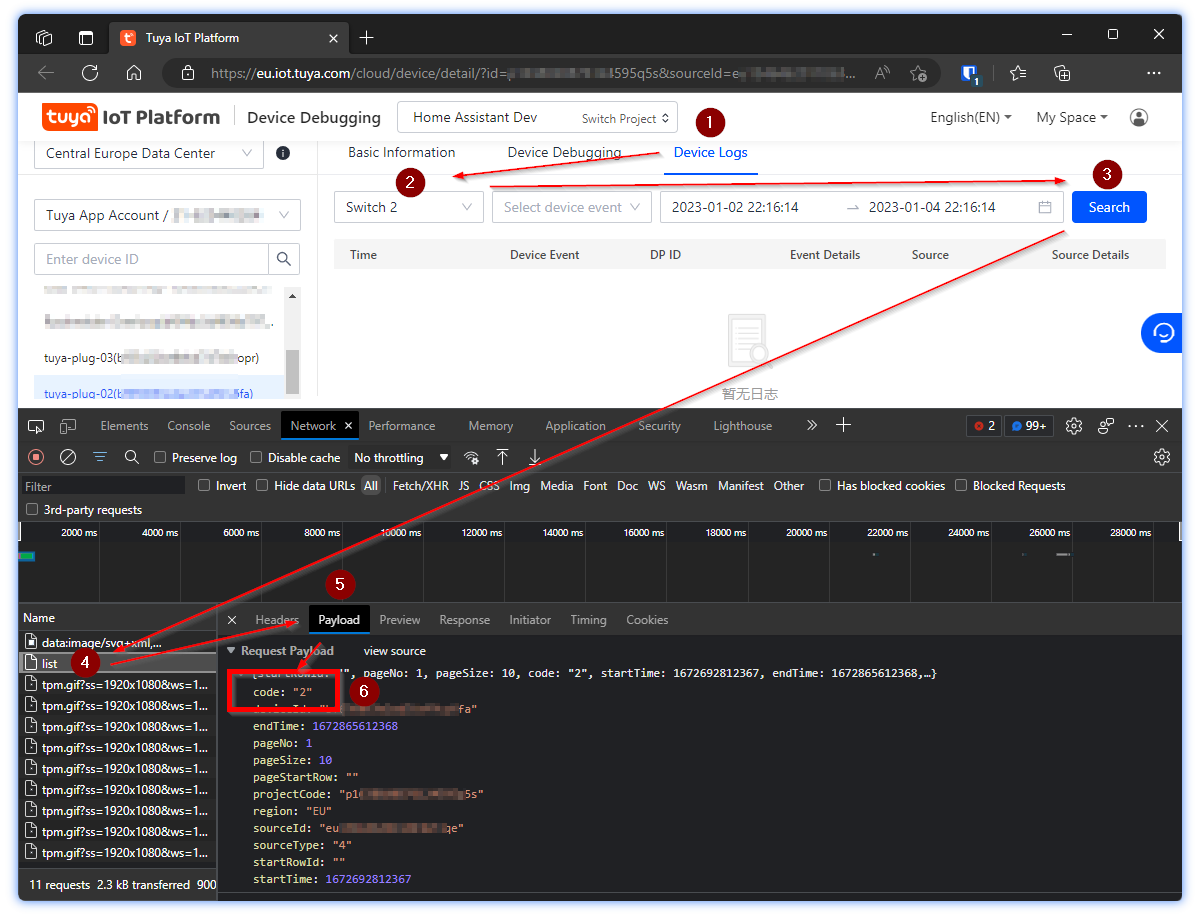 Tuya IoT Platform
https://eu.iot.tuya.com/cloud/device/detail/?id= 4595q5s&sourceId=e ...
1
tuya IoT Platform
Device Debugging
Home Assistant Dev
Switch Project
1
English(EN)
My Space
Central Europe Data Center
Basic Information
Device Debugging
Device Logs
2
3
Tuya App Account /
Switch 2
Select device event
2023-01-02 22:16:14
2023-01-04 22:16:14
Search
Enter device ID
Time
Device Event
DP ID
Event Details
Source
Source Details
tuya-plug-03(b opr)
tuya-plug-02(b fa)
暂无日志
Elements
Console
Sources
Network
Performance
Memory
Application
Security
Lighthouse
2
99+
Preserve log
Disable cache
No throttling
Filter
Invert
Hide data URLs
All
Fetch/XHR
JS
CSS
Img
Media
Font
Doc
WS
Wasm
Manifest
Other
Has blocked cookies
Blocked Requests
3rd-party requests
2000 ms
4000 ms
6000 ms
8000 ms
10000 ms
12000 ms
14000 ms
16000 ms
18000 ms
20000 ms
22000 ms
24000 ms
26000 ms
28000 ms
5
Name
Headers
Payload
Preview
Response
Initiator
Timing
Cookies
data:image/svg+xml,...
list
4
tpm.gif?ss=1920x1080&ws=1...
tpm.gif?ss=1920x1080&ws=1...
tpm.gif?ss=1920x1080&ws=1...
tpm.gif?ss=1920x1080&ws=1...
tpm.gif?ss=1920x1080&ws=1...
tpm.gif?ss=1920x1080&ws=1...
tpm.gif?ss=1920x1080&ws=1...
tpm.gif?ss=1920x1080&ws=1...
tpm.gif?ss=1920x1080&ws=1...
11 requests
2.3 kB transferred
900
Request Payload
view source
{startRowId: "", pageNo: 1, pageSize: 10, code: "2", startTime: 1672692812367, endTime: 1672865612368,…}
code: "2"
6
deviceId: "b fa"
endTime: 1672865612368
pageNo: 1
pageSize: 10
pageStartRow: ""
projectCode: "p1 5s"
region: "EU"
sourceId: "eu qe"
sourceType: "4"
startRowId: ""
startTime: 1672692812367